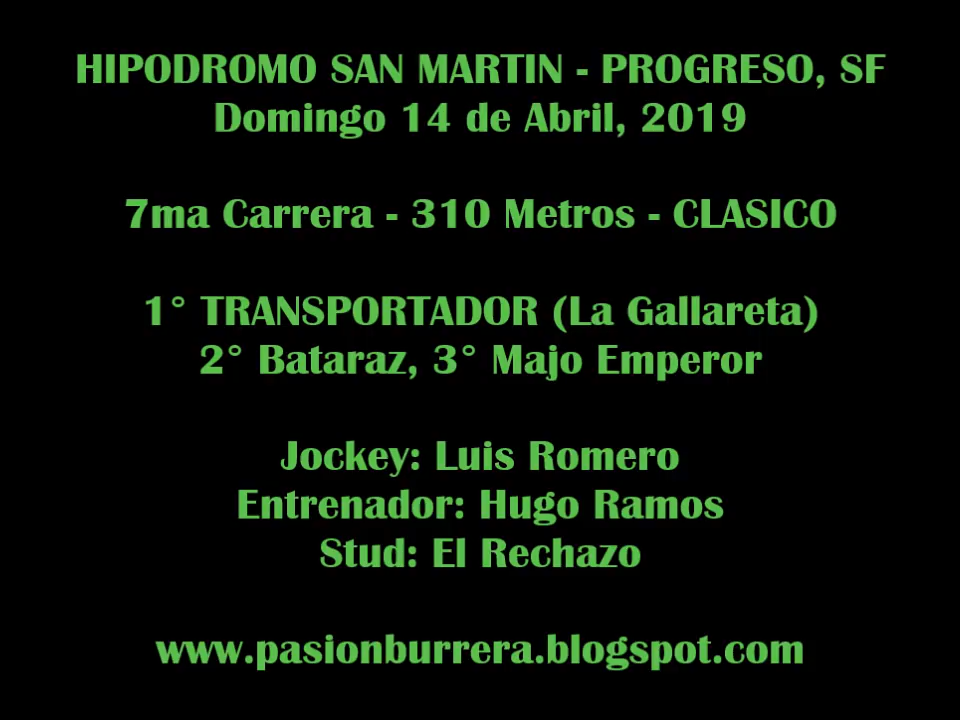 HIPODROMO SAN MARTIN - PROGRESO, SF
Domingo 14 de Abril, 2019
7ma Carrera - 310 Metros - CLASICO
1° TRANSPORTADOR (La Gallareta)
2° Bataraz, 3° Majo Emperor
Jockey: Luis Romero
Entrenador: Hugo Ramos
Stud: El Rechazo
www.pasionburrera.blogspot.com